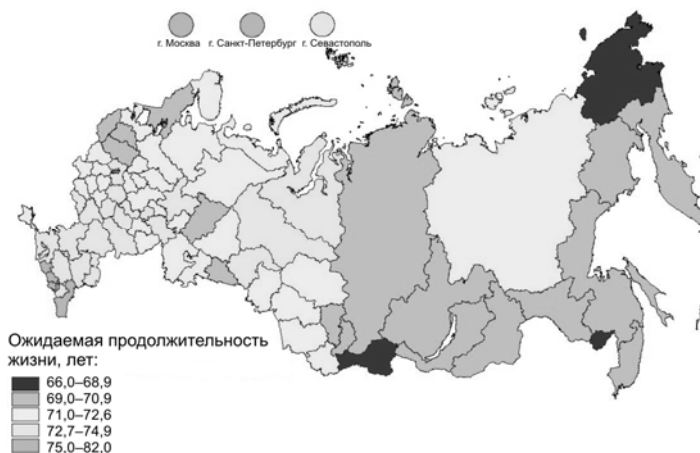 г. Москва г. Санкт-Петербург г. Севастополь
Ожидаемая продолжительность
жизни, лет:
66,0–68,9
69,0–70,9
71,0–72,6
72,7–74,9
75,0–82,0